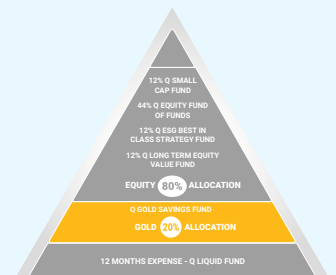 12% Q SMALL
CAP FUND
44% Q EQUITY FUND
OF FUNDS
12% Q ESG BEST IN
CLASS STRATEGY FUND
12% Q LONG TERM EQUITY
VALUE FUND
EQUITY 80% ALLOCATION
Q GOLD SAVINGS FUND
GOLD 20% ALLOCATION
12 MONTHS EXPENSE - Q LIQUID FUND